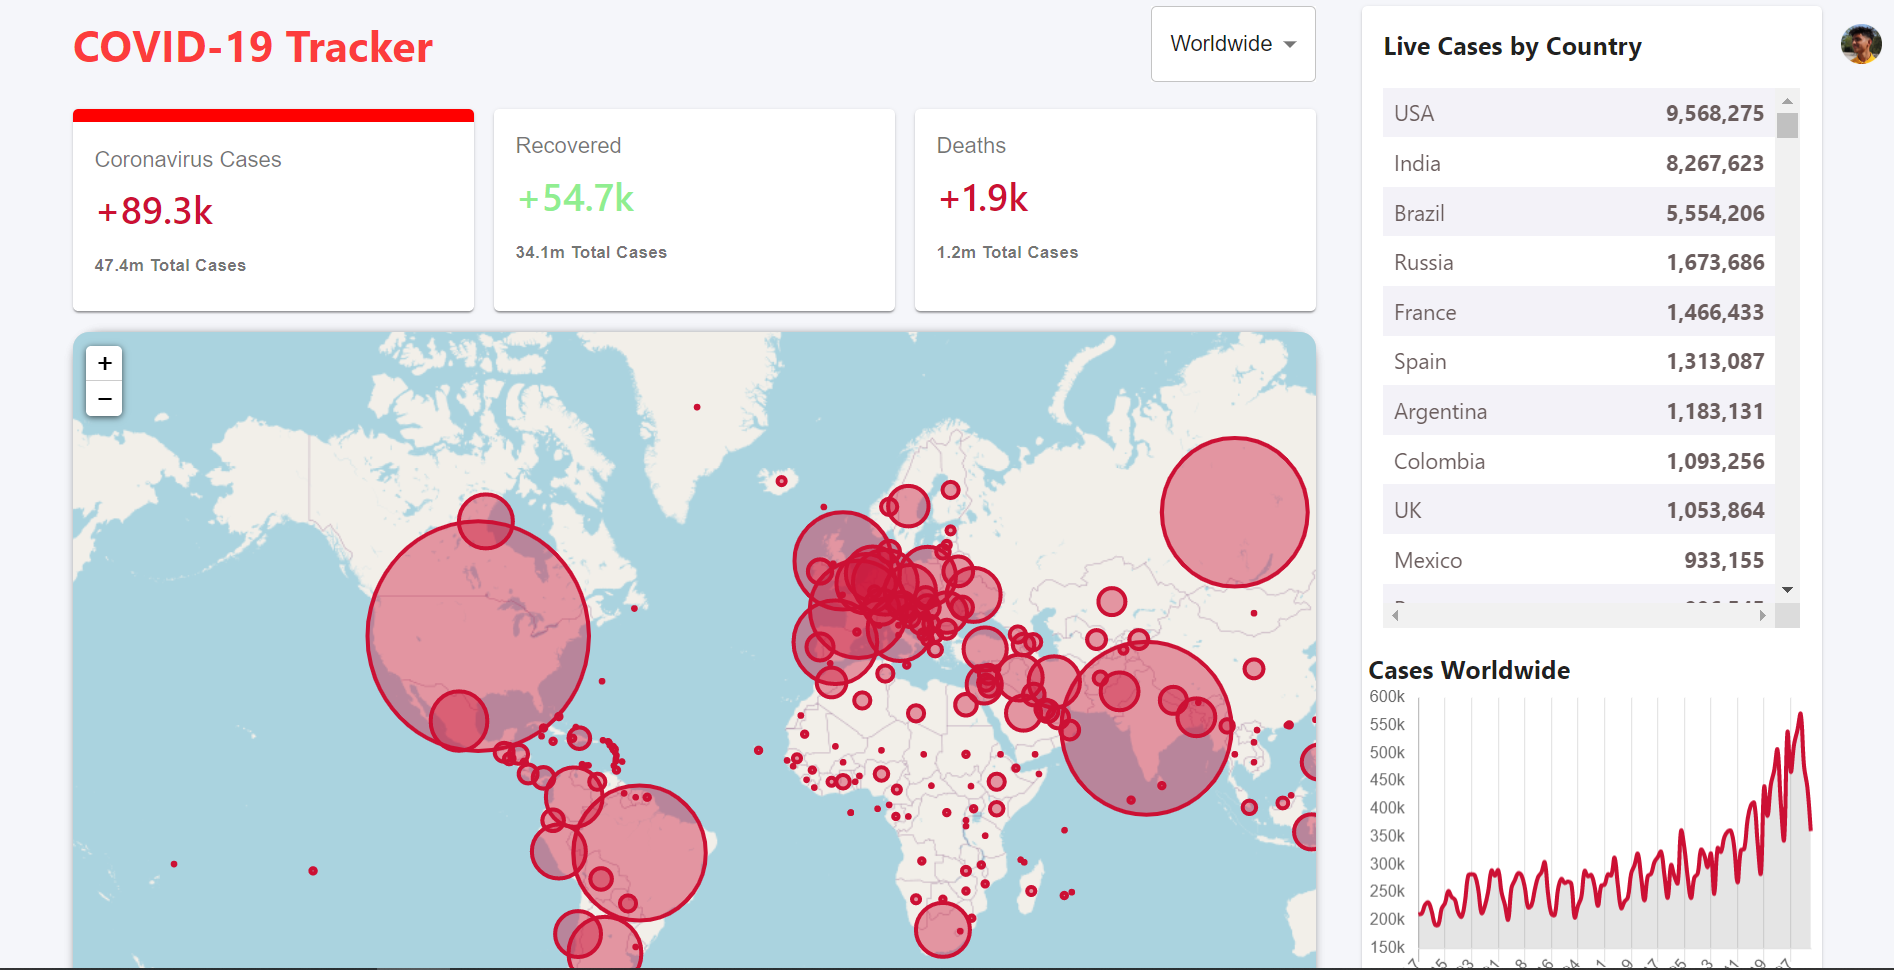 COVID-19 Tracker
Worldwide
Coronavirus Cases
+89.3k
47.4m Total Cases
Recovered
+54.7k
34.1m Total Cases
Deaths
+1.9k
1.2m Total Cases
+
−
Live Cases by Country
USA 9,568,275
India 8,267,623
Brazil 5,554,206
Russia 1,673,686
France 1,466,433
Spain 1,313,087
Argentina 1,183,131
Colombia 1,093,256
UK 1,053,864
Mexico 933,155
Cases Worldwide
600k
550k
500k
450k
400k
350k
300k
250k
200k
150k